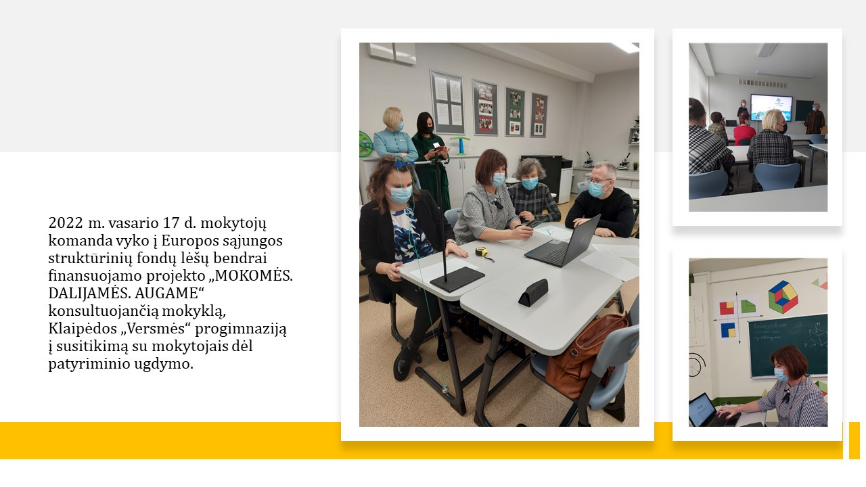 2022 m. vasario 17 d. mokytojų
komanda vyko į Europos sąjungos
struktūrinių fondų lėšų bendrai
finansuojamo projekto „MOKOMĖS.
DALIJAMĖS. AUGAME“
konsultuojančią mokyklą,
Klaipėdos „Versmės“ progimnaziją
į susitikimą su mokytojais dėl
patyriminio ugdymo.